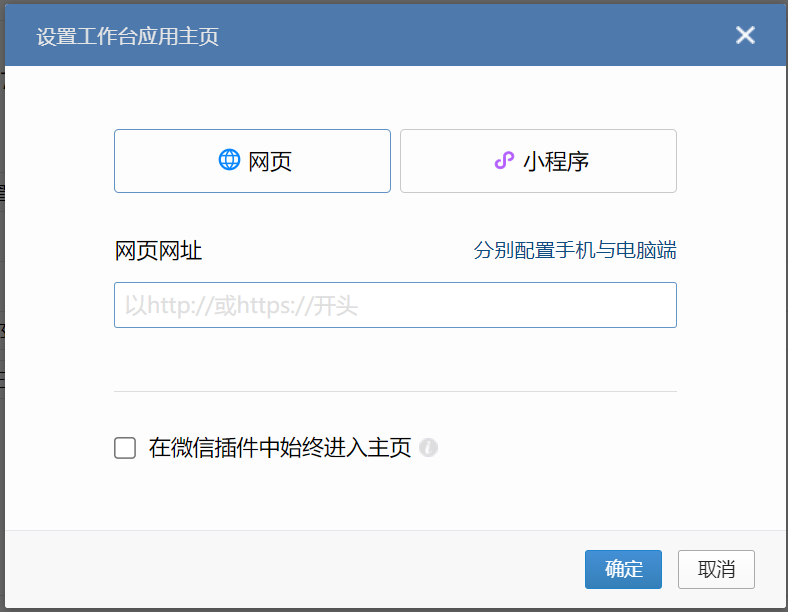 设置工作台应用主页
网页
小程序
网页网址
分别配置手机与电脑端
以http://或https://开头
在微信插件中始终进入主页
确定
取消